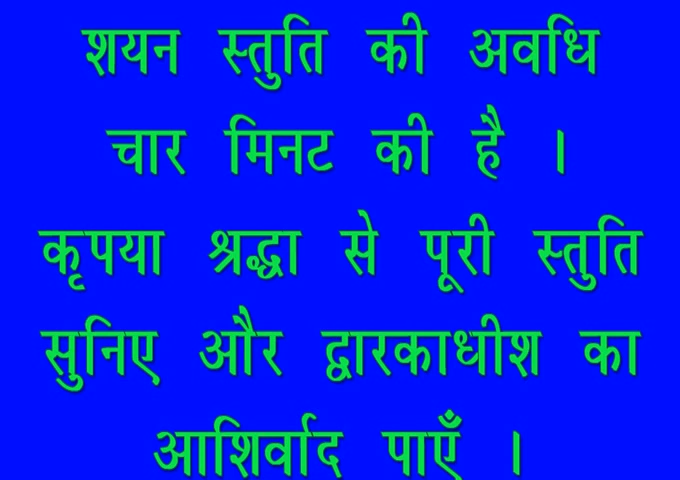 शयन स्तुति की अवधि
चार मिनट की है ।
कृपया श्रद्धा से पूरी स्तुति
सुनिए और द्वारकाधीश का
आशिर्वाद पाएँ ।